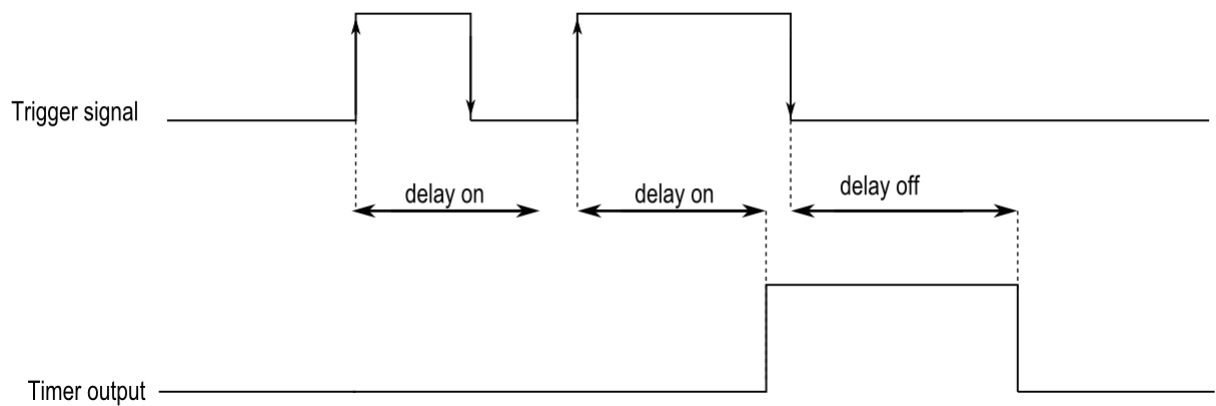 Trigger signal
delay on
delay on
delay off
Timer output